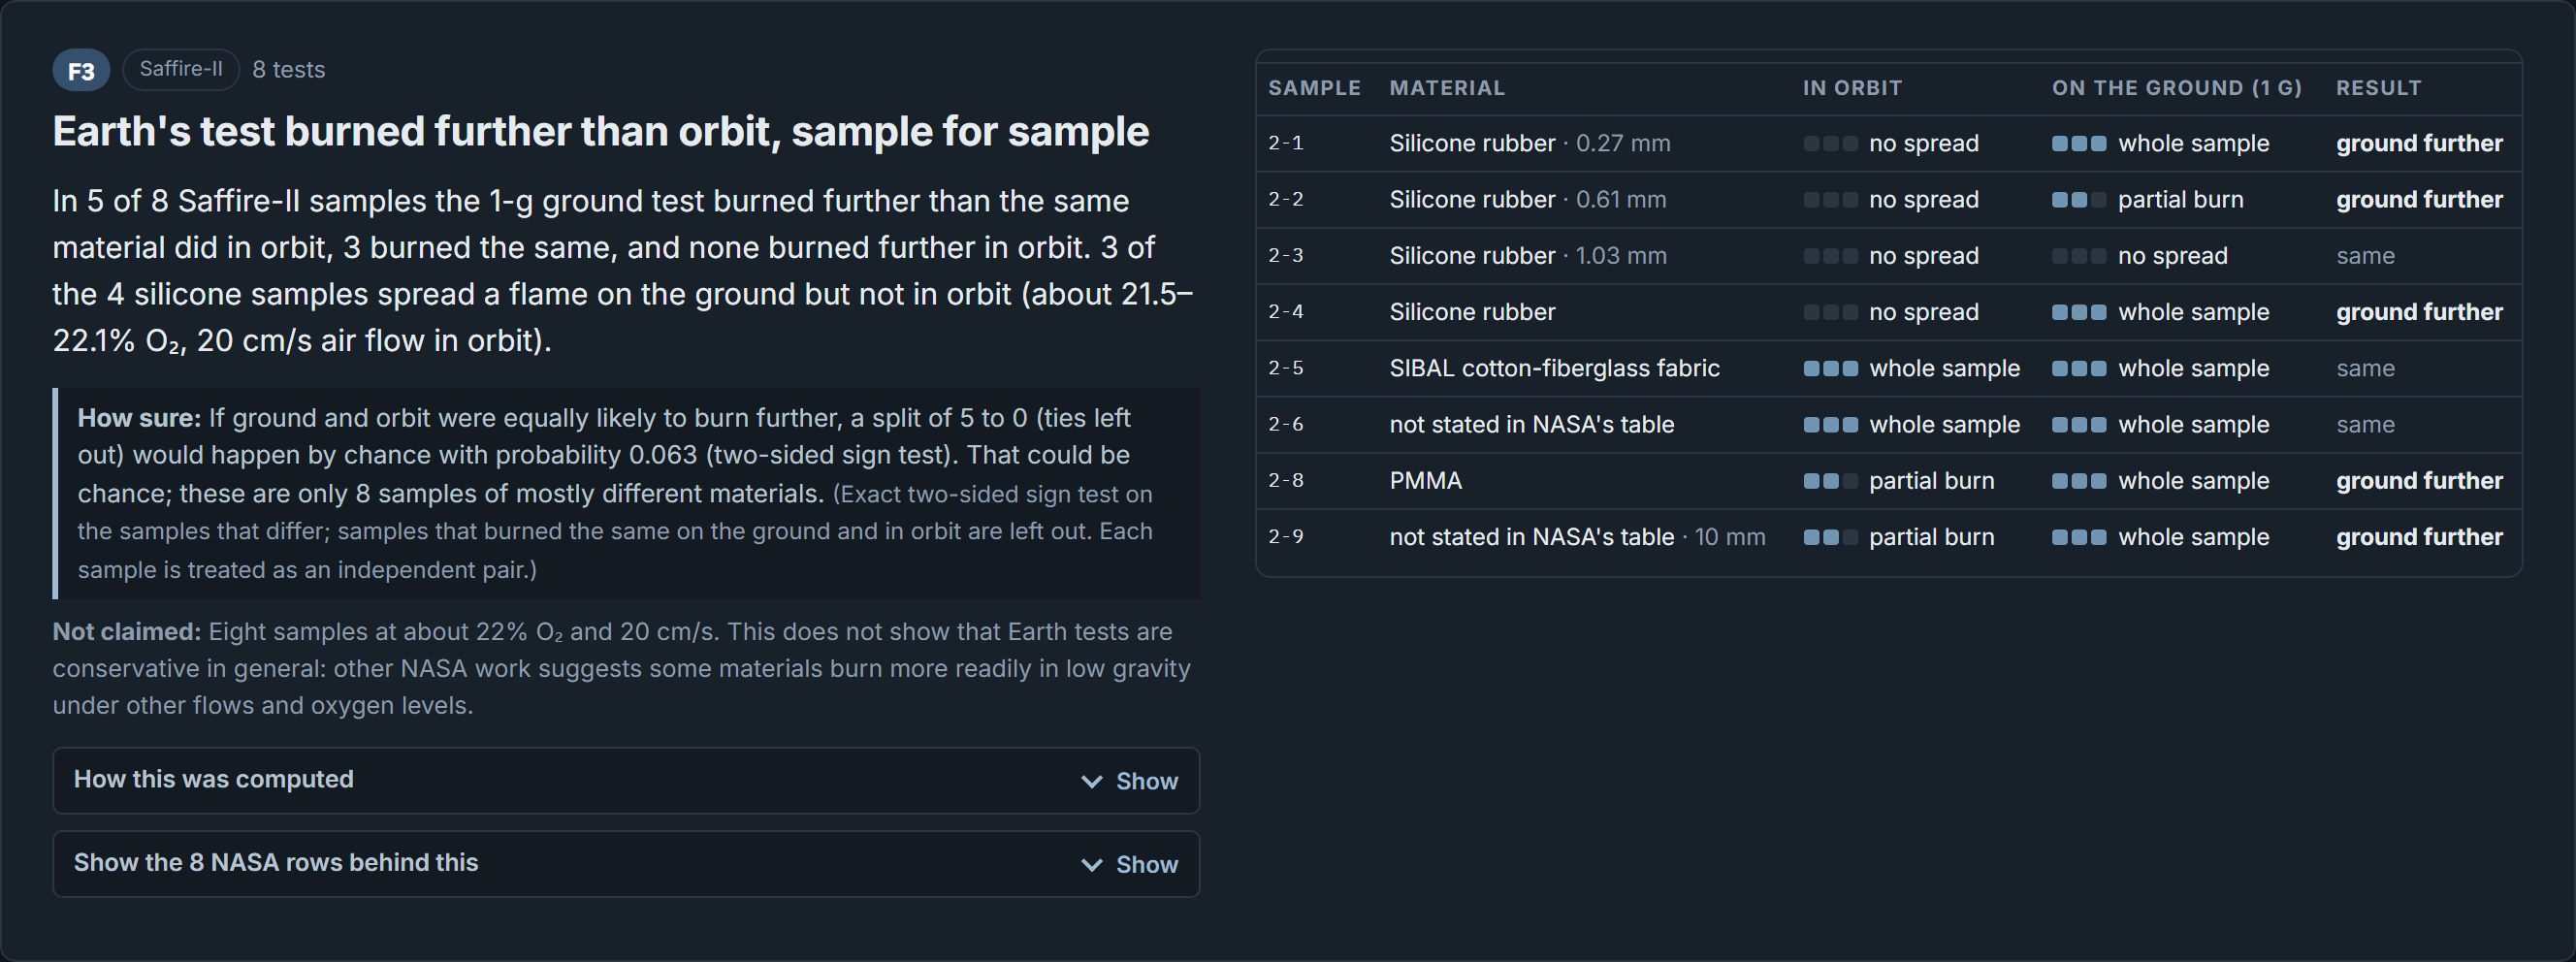 F3 Saffire-II 8 tests
Earth's test burned further than orbit, sample for sample
In 5 of 8 Saffire-II samples the 1-g ground test burned further than the same
material did in orbit, 3 burned the same, and none burned further in orbit. 3 of
the 4 silicone samples spread a flame on the ground but not in orbit (about 21.5–
22.1% O₂, 20 cm/s air flow in orbit).
How sure: If ground and orbit were equally likely to burn further, a split of 5 to 0 (ties left
out) would happen by chance with probability 0.063 (two-sided sign test). That could be
chance; these are only 8 samples of mostly different materials. (Exact two-sided sign test on
the samples that differ; samples that burned the same on the ground and in orbit are left out. Each
sample is treated as an independent pair.)
Not claimed: Eight samples at about 22% O₂ and 20 cm/s. This does not show that Earth tests are
conservative in general: other NASA work suggests some materials burn more readily in low gravity
under other flows and oxygen levels.
How this was computed Show
Show the 8 NASA rows behind this Show
SAMPLE MATERIAL IN ORBIT ON THE GROUND (1 G) RESULT
2-1 Silicone rubber · 0.27 mm no spread whole sample ground further
2-2 Silicone rubber · 0.61 mm no spread partial burn ground further
2-3 Silicone rubber · 1.03 mm no spread no spread same
2-4 Silicone rubber no spread whole sample ground further
2-5 SIBAL cotton-fiberglass fabric whole sample whole sample same
2-6 not stated in NASA's table whole sample whole sample same
2-8 PMMA partial burn whole sample ground further
2-9 not stated in NASA's table · 10 mm partial burn whole sample ground further